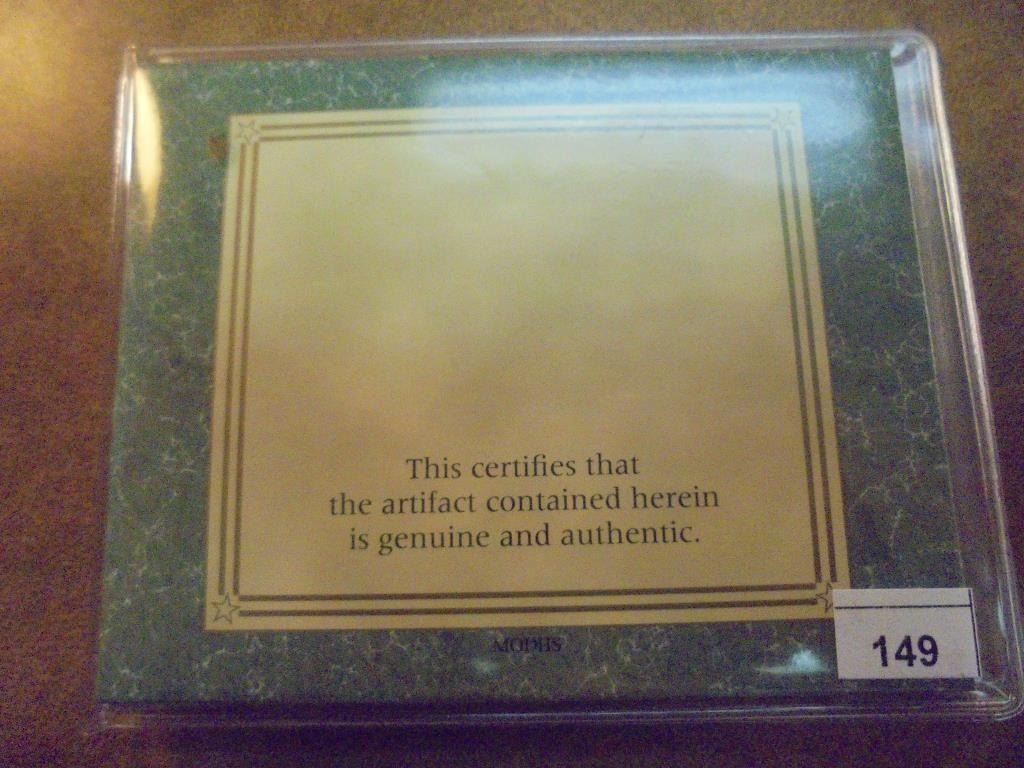 This certifies that
the artifact contained herein
is genuine and authentic.
MODHS
149